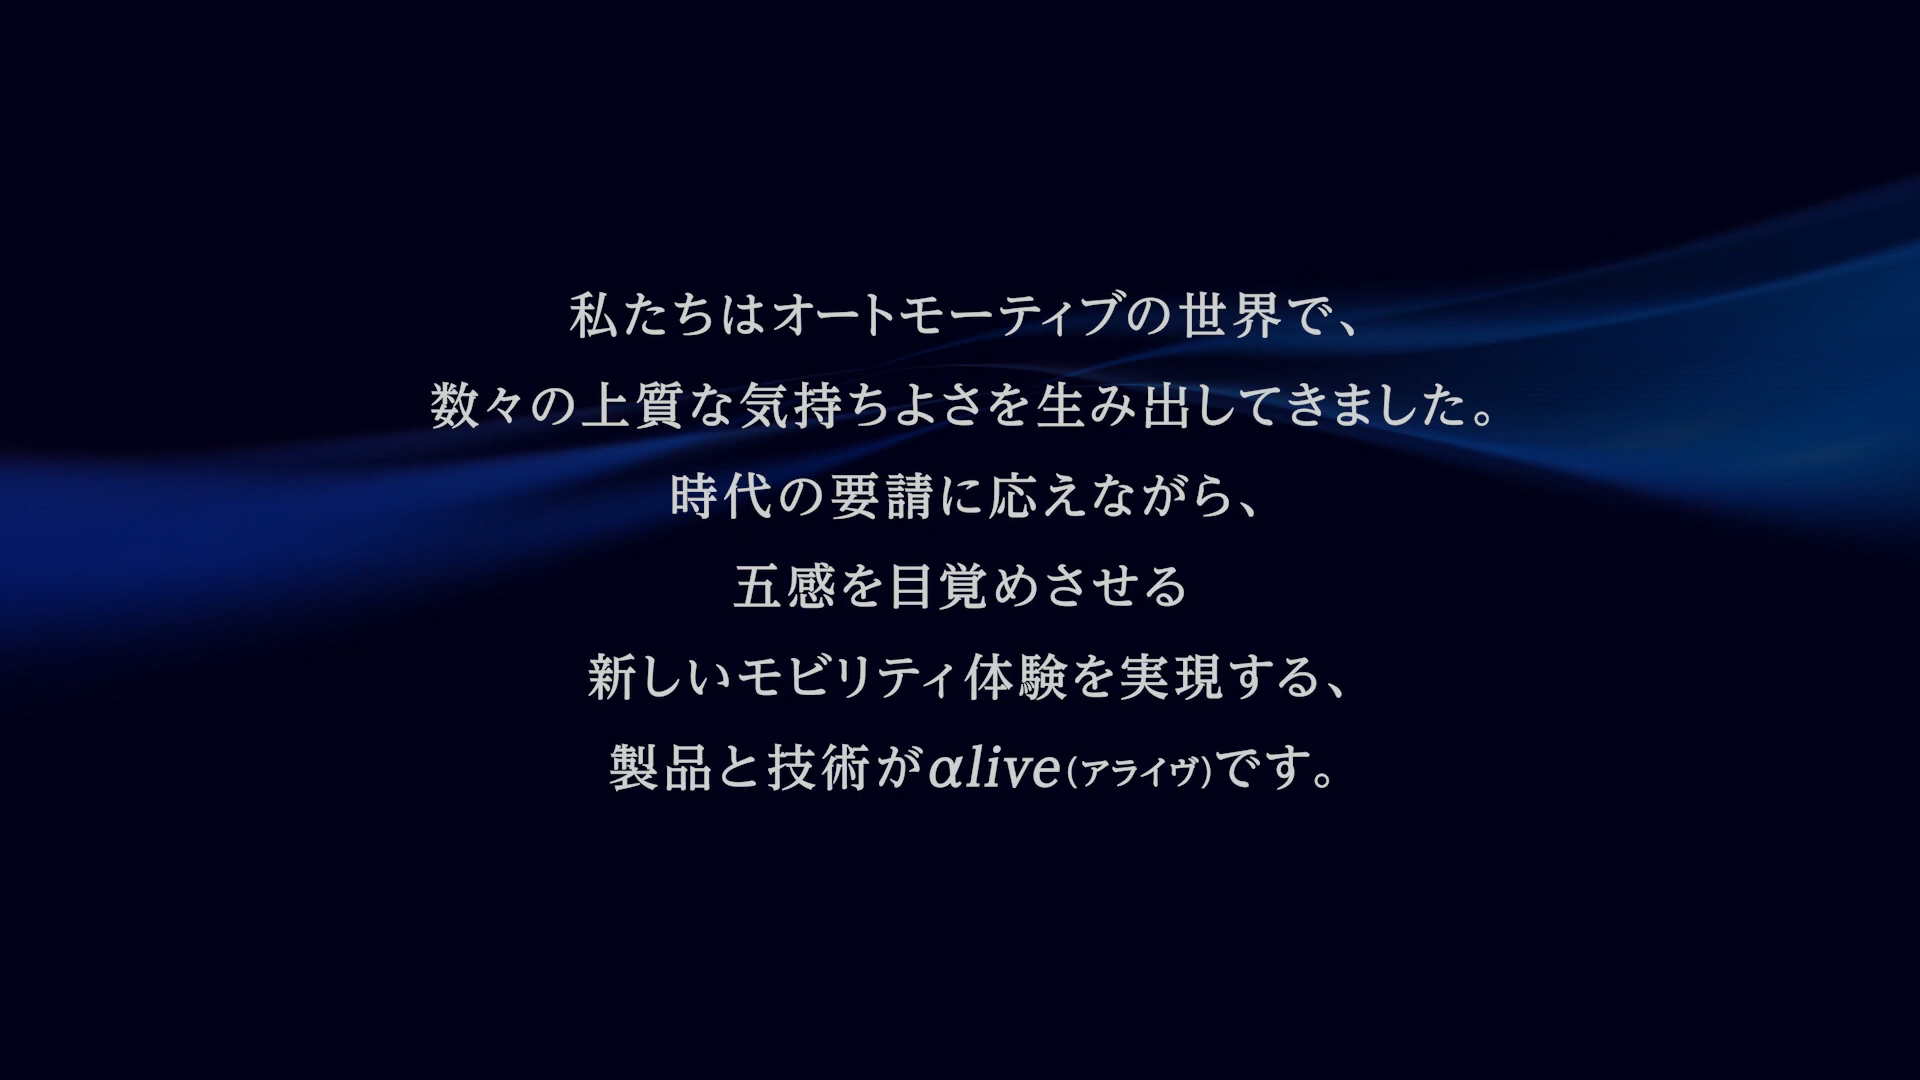 私たちはオートモーティブの世界で、
数々の上質な気持ちよさを生み出してきました。
時代の要請に応えながら、
五感を目覚めさせる
新しいモビリティ体験を実現する、
製品と技術がαlive(アライヴ)です。